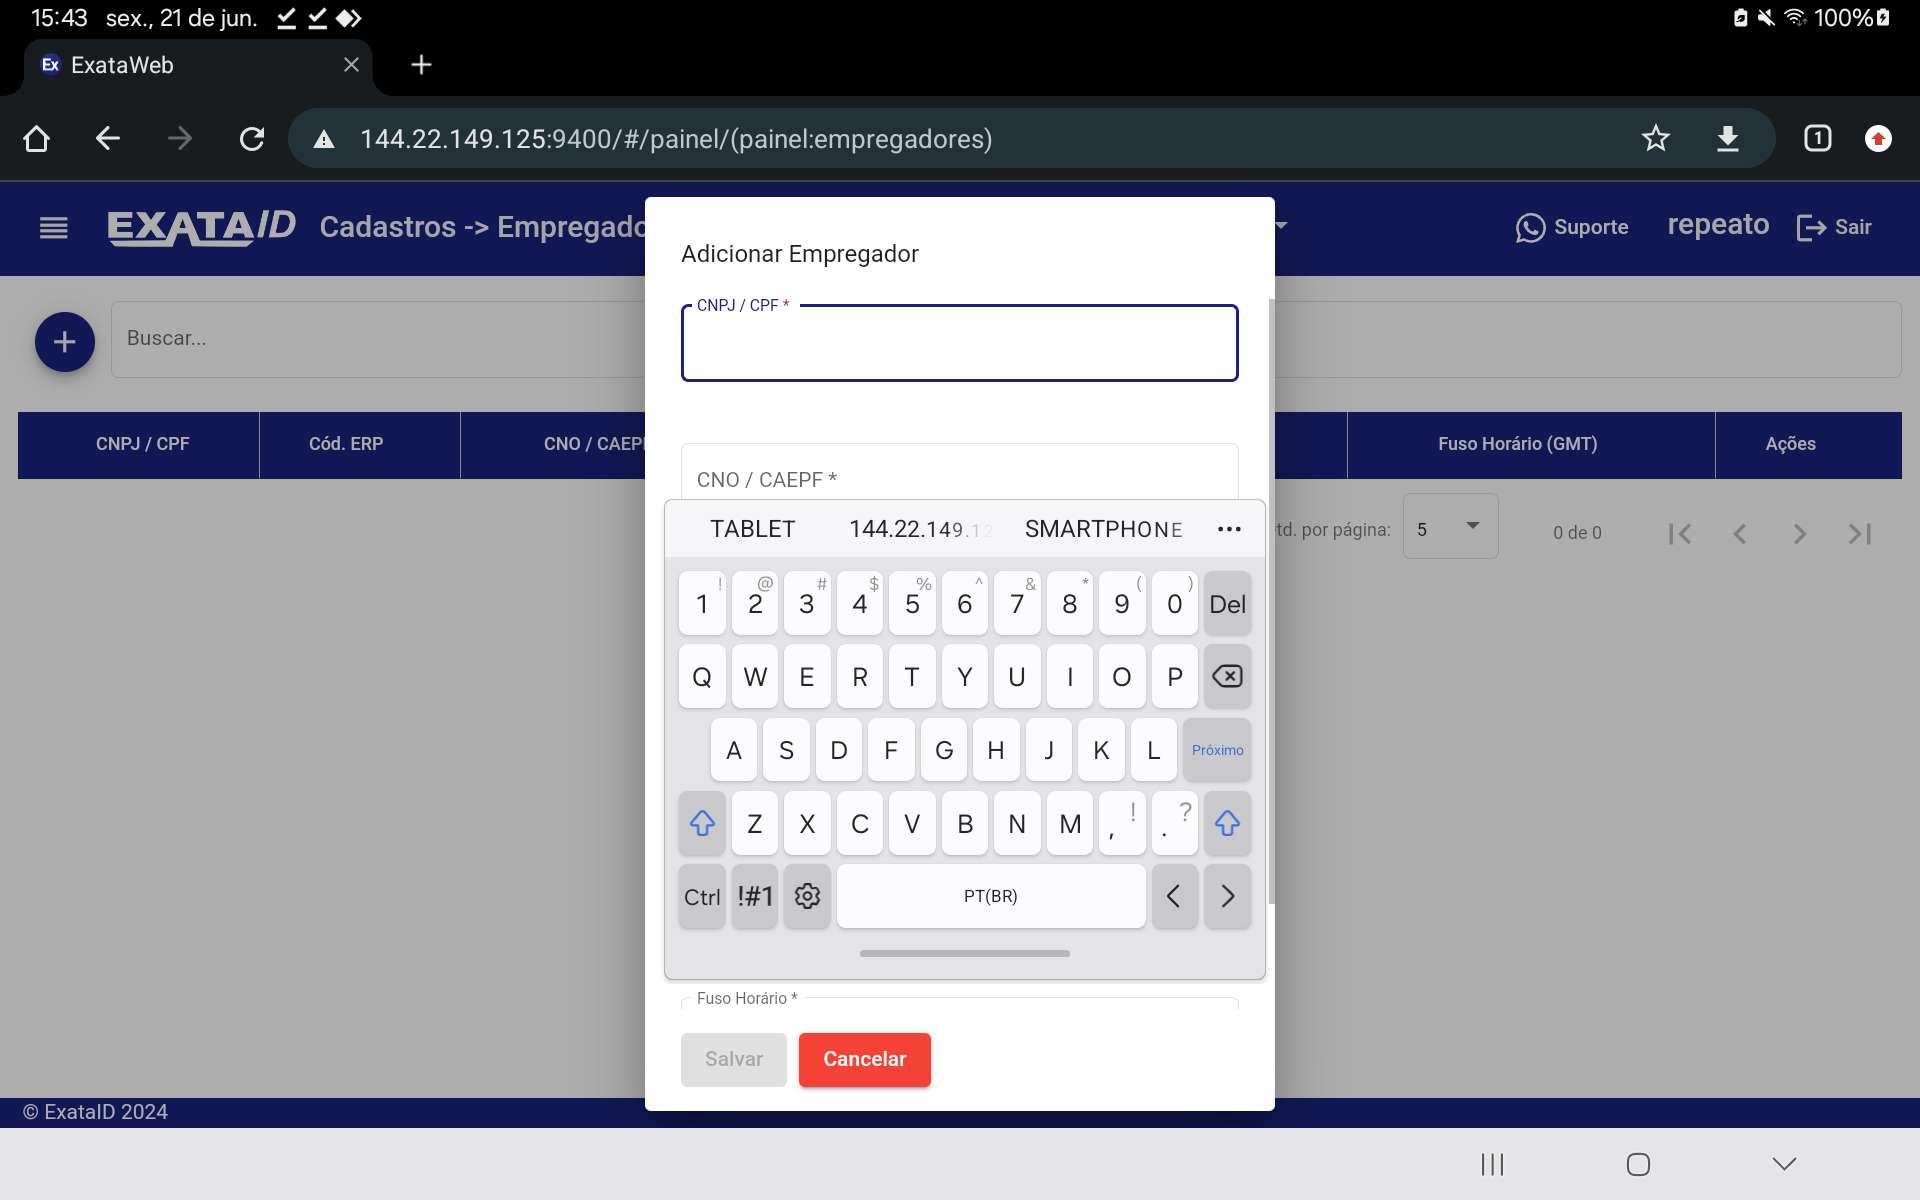 15:43 sex., 21 de jun. 100%
Ex ExataWeb
144.22.149.125:9400/#/painel/(painel:empregadores) 1
EXATAID Cadastros -> Empregado Suporte repeato Sair
Adicionar Empregador
CNPJ / CPF *
Buscar...
CNPJ / CPF Cód. ERP CNO / CAEP Fuso Horário (GMT) Ações
CNO / CAEPF *
td. por página: 5 0 de 0
TABLET 144.22.149.12 SMARTPHONE
! @ # $ % ^ & * ( )
1 2 3 4 5 6 7 8 9 0 Del
Q W E R T Y U I O P
A S D F G H J K L Próximo
Z X C V B N M , ! . ?
Ctrl !#1 PT(BR) < >
Fuso Horário *
Salvar Cancelar
© ExataID 2024